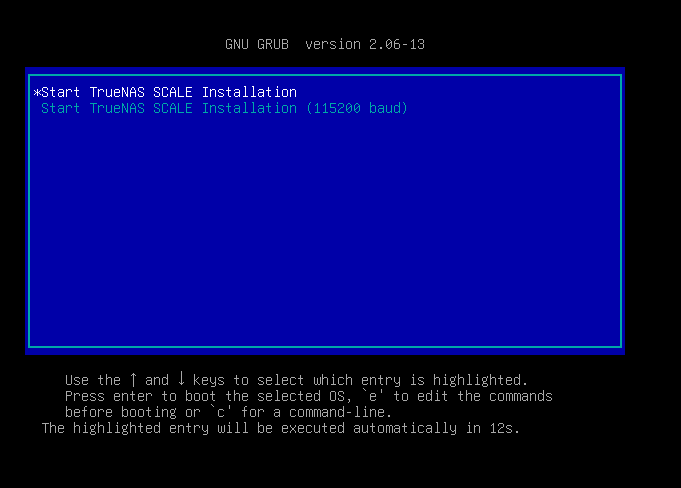 GNU GRUB  version 2.06-13
*Start TrueNAS SCALE Installation
Start TrueNAS SCALE Installation (115200 baud)
Use the ↑ and ↓ keys to select which entry is highlighted.
Press enter to boot the selected OS, `e' to edit the commands
before booting or `c' for a command-line.
The highlighted entry will be executed automatically in 12s.